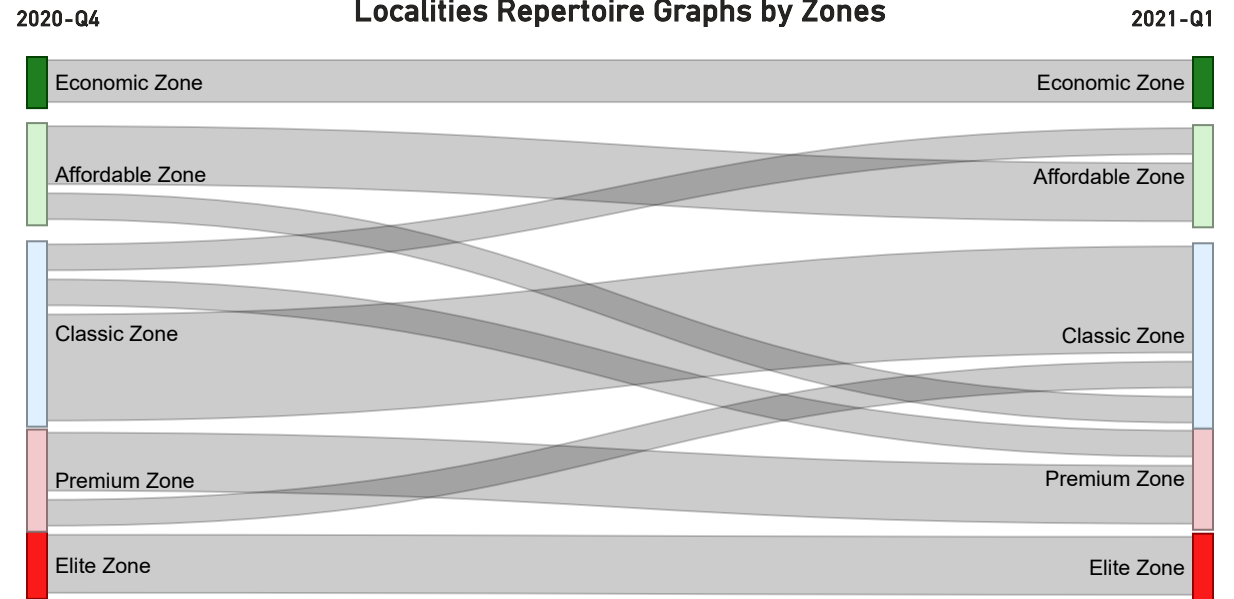 Localities Repertoire Graphs by Zones
2020-Q4 2021-Q1
Economic Zone Economic Zone
Affordable Zone Affordable Zone
Classic Zone Classic Zone
Premium Zone Premium Zone
Elite Zone Elite Zone